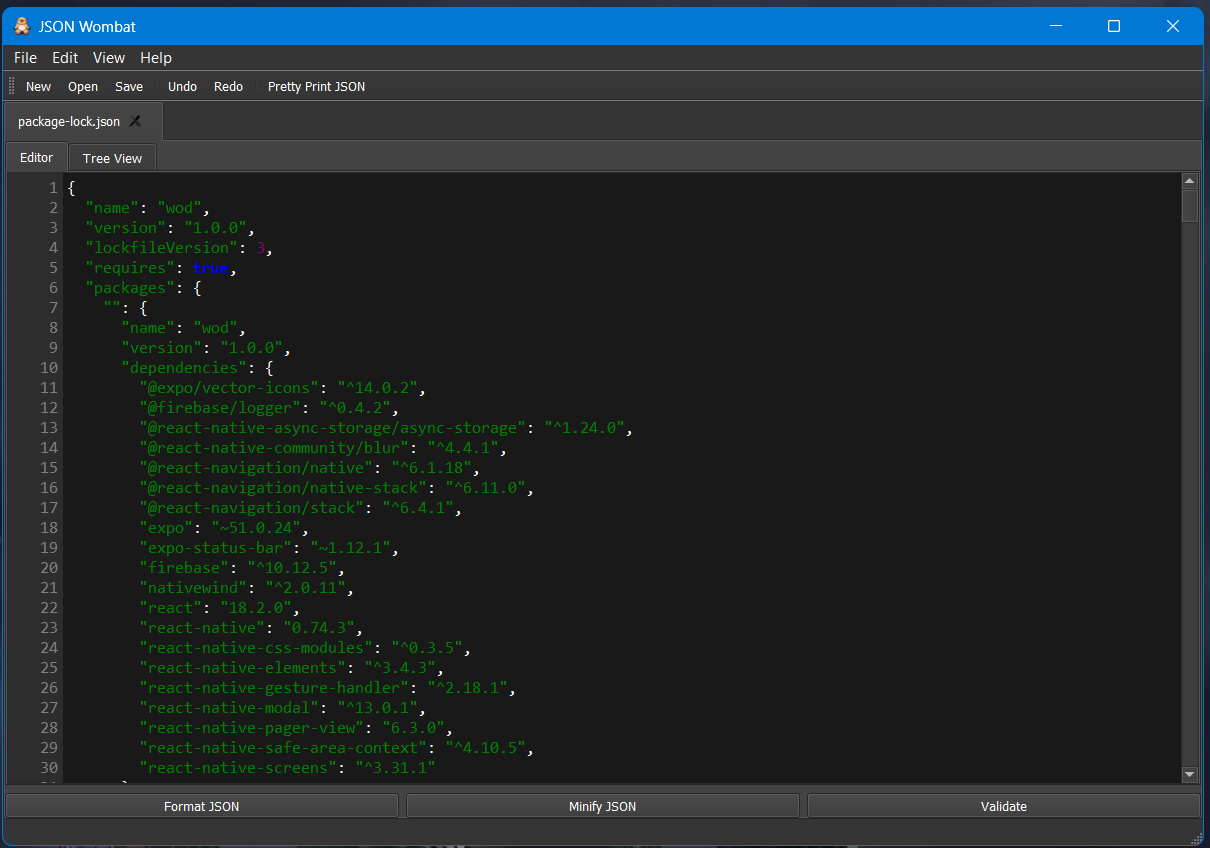 JSON Wombat
File Edit View Help
New Open Save Undo Redo Pretty Print JSON
package-lock.json
Editor Tree View
1 {
2   "name": "wod",
3   "version": "1.0.0",
4   "lockfileVersion": 3,
5   "requires": true,
6   "packages": {
7     "": {
8       "name": "wod",
9       "version": "1.0.0",
10       "dependencies": {
11         "@expo/vector-icons": "^14.0.2",
12         "@firebase/logger": "^0.4.2",
13         "@react-native-async-storage/async-storage": "^1.24.0",
14         "@react-native-community/blur": "^4.4.1",
15         "@react-navigation/native": "^6.1.18",
16         "@react-navigation/native-stack": "^6.11.0",
17         "@react-navigation/stack": "^6.4.1",
18         "expo": "~51.0.24",
19         "expo-status-bar": "~1.12.1",
20         "firebase": "^10.12.5",
21         "nativewind": "^2.0.11",
22         "react": "18.2.0",
23         "react-native": "0.74.3",
24         "react-native-css-modules": "^0.3.5",
25         "react-native-elements": "^3.4.3",
26         "react-native-gesture-handler": "^2.18.1",
27         "react-native-modal": "^13.0.1",
28         "react-native-pager-view": "6.3.0",
29         "react-native-safe-area-context": "^4.10.5",
30         "react-native-screens": "^3.31.1"
Format JSON Minify JSON Validate